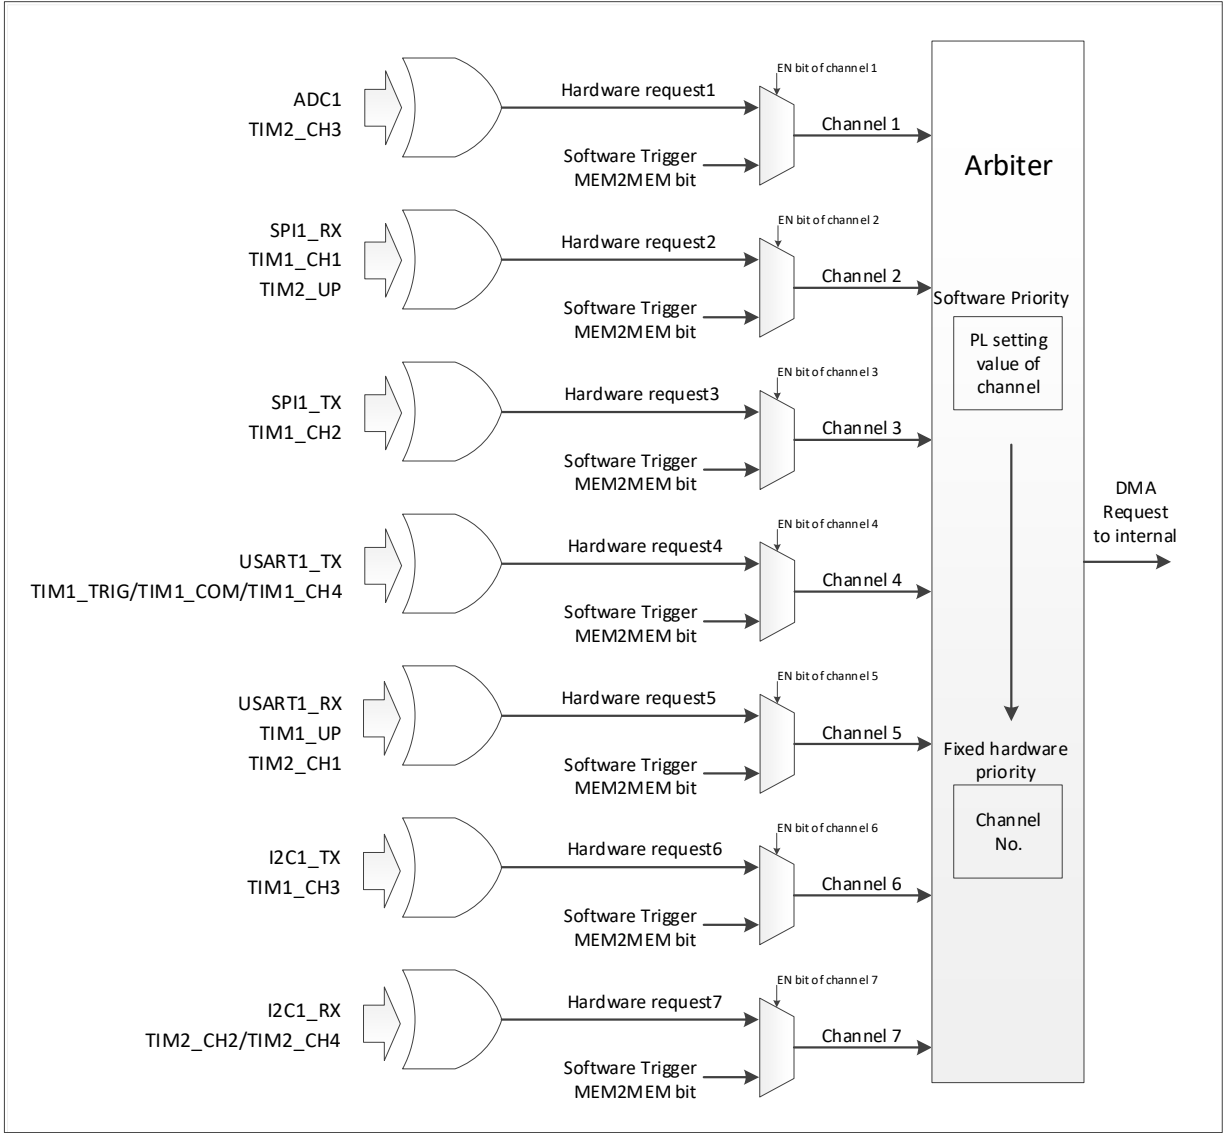 ADC1
TIM2_CH3
Hardware request1
EN bit of channel 1
Software Trigger
MEM2MEM bit
Channel 1
SPI1_RX
TIM1_CH1
TIM2_UP
Hardware request2
EN bit of channel 2
Software Trigger
MEM2MEM bit
Channel 2
SPI1_TX
TIM1_CH2
Hardware request3
EN bit of channel 3
Software Trigger
MEM2MEM bit
Channel 3
USART1_TX
TIM1_TRIG/TIM1_COM/TIM1_CH4
Hardware request4
EN bit of channel 4
Software Trigger
MEM2MEM bit
Channel 4
USART1_RX
TIM1_UP
TIM2_CH1
Hardware request5
EN bit of channel 5
Software Trigger
MEM2MEM bit
Channel 5
I2C1_TX
TIM1_CH3
Hardware request6
EN bit of channel 6
Software Trigger
MEM2MEM bit
Channel 6
I2C1_RX
TIM2_CH2/TIM2_CH4
Hardware request7
EN bit of channel 7
Software Trigger
MEM2MEM bit
Channel 7
Arbiter
Software Priority
PL setting
value of
channel
Fixed hardware
priority
Channel
No.
DMA
Request
to internal